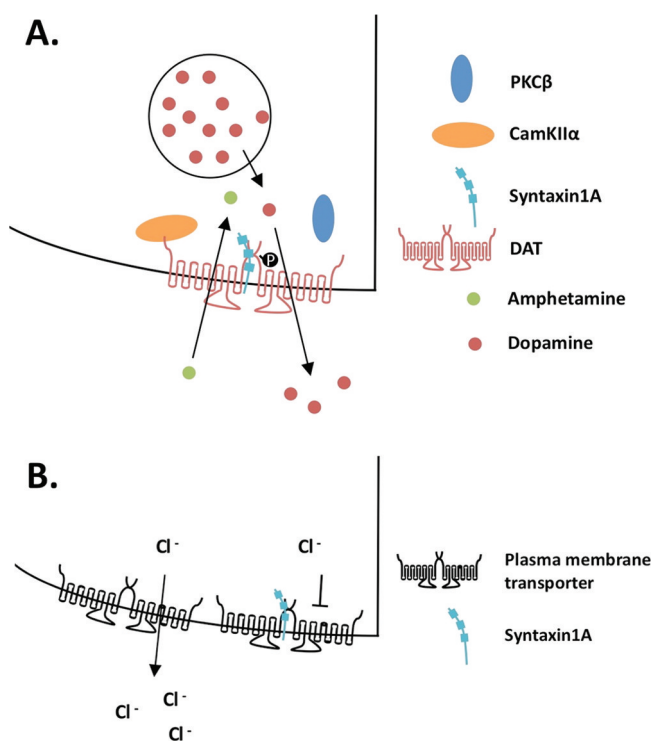 A.
PKCβ
CamKIIα
Syntaxin1A
P
DAT
Amphetamine
Dopamine
B.
Cl -
Cl -
Plasma membrane
transporter
Syntaxin1A
Cl -
Cl -
Cl -